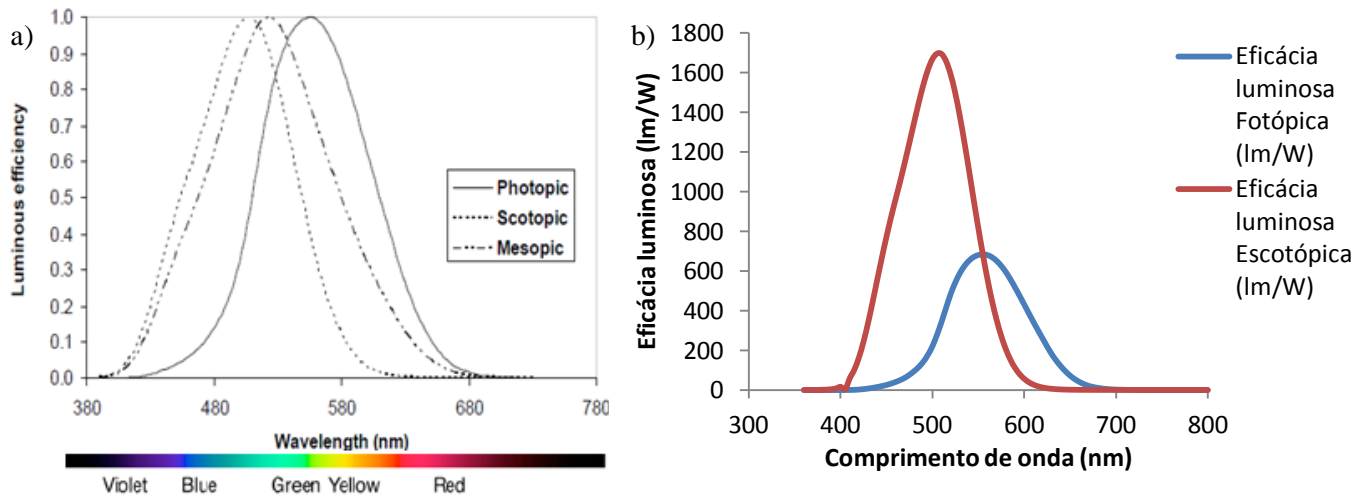 a)
Luminous efficiency
1.0
0.9
0.8
0.7
0.6
0.5
0.4
0.3
0.2
0.1
0.0
380 480 580 680 780
Wavelength (nm)
Photopic
Scotopic
Mesopic
Violet Blue Green Yellow Red
b)
Eficácia luminosa (lm/W)
1800
1600
1400
1200
1000
800
600
400
200
0
300 400 500 600 700 800
Comprimento de onda (nm)
Eficácia
luminosa
Fotópica
(lm/W)
Eficácia
luminosa
Escotópica
(lm/W)